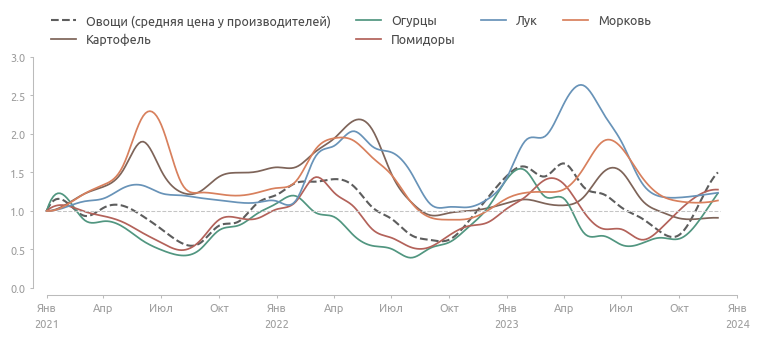 Овощи (средняя цена у производителей) Огурцы Лук Морковь
Картофель Помидоры
3.0
2.5
2.0
1.5
1.0
0.5
0.0
Янв Апр Июл Окт Янв Апр Июл Окт Янв Апр Июл Окт Янв
2021 2022 2023 2024